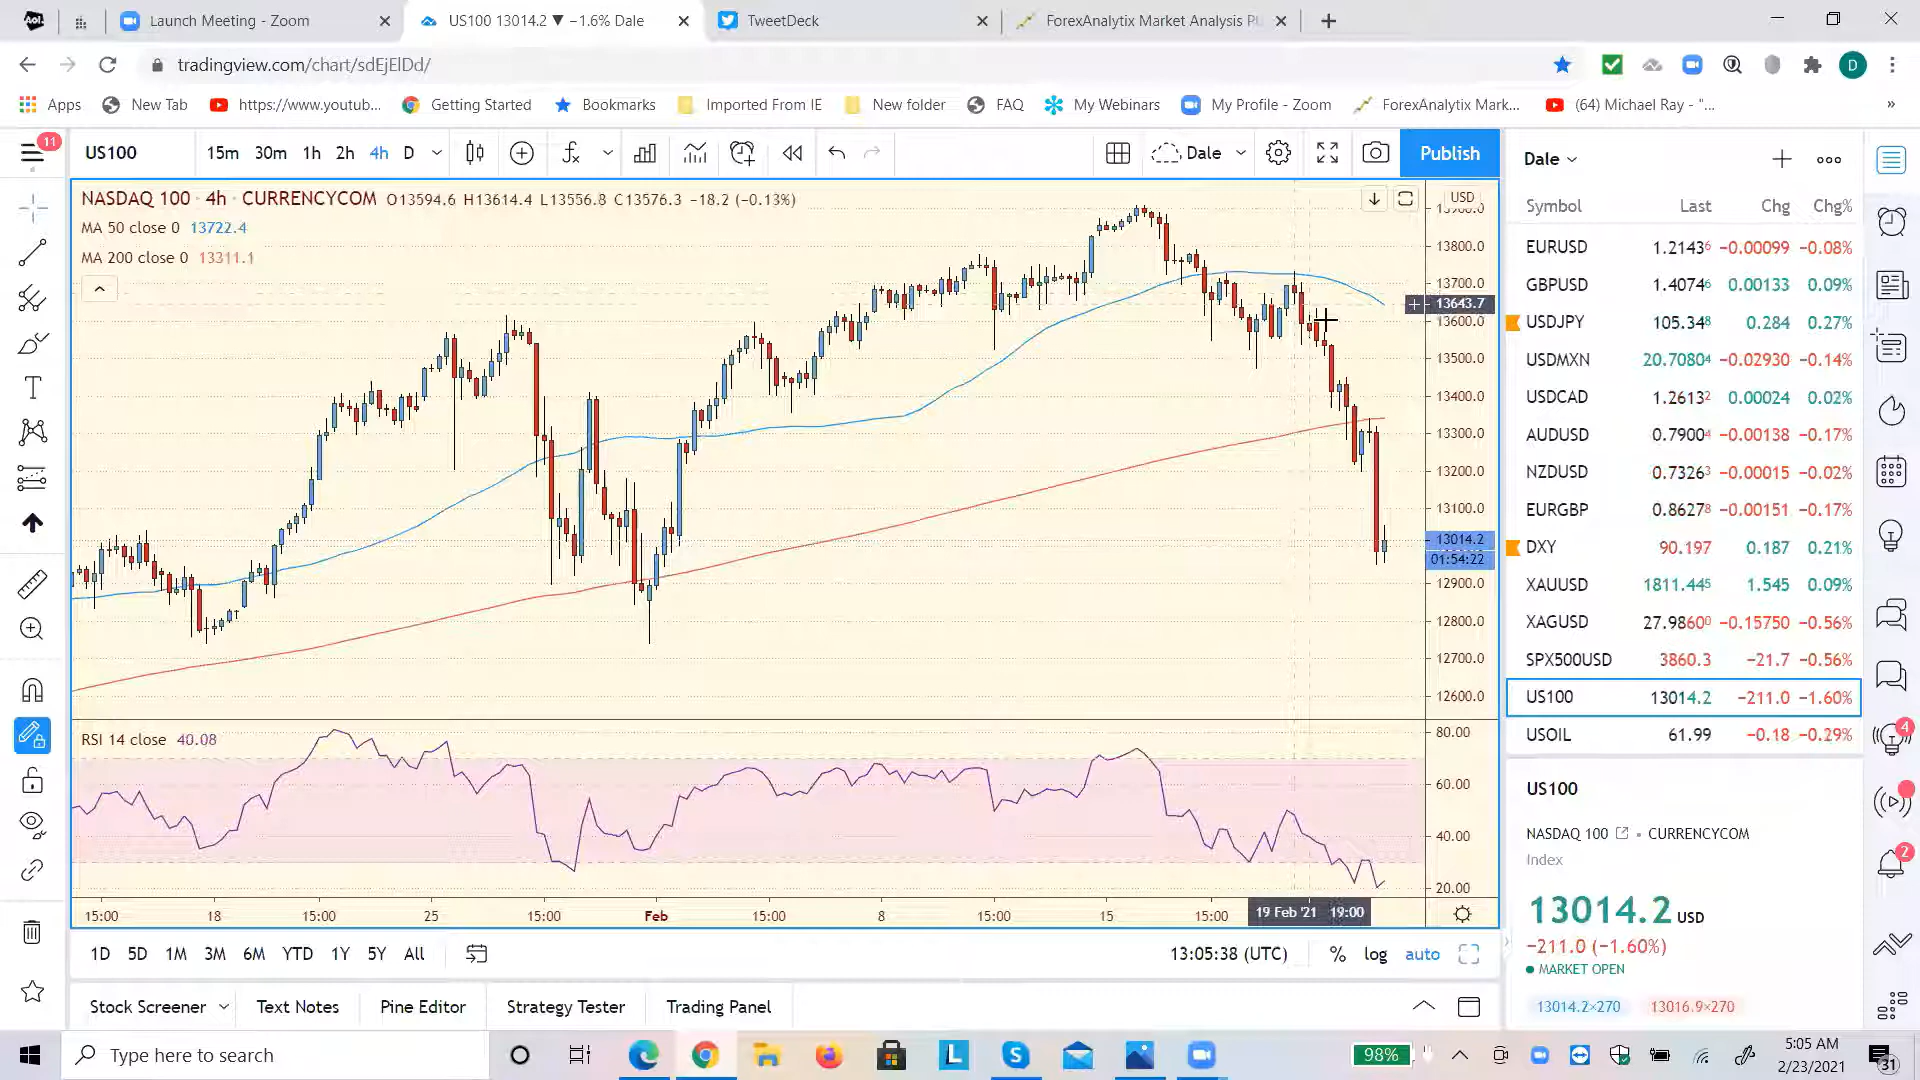 Launch Meeting - Zoom
US100 13014.2 ▼ −1.6% Dale
TweetDeck
ForexAnalytix Market Analysis Pl
tradingview.com/chart/sdEjElDd/
D
Apps
New Tab
https://www.youtub...
Getting Started
Bookmarks
Imported From IE
New folder
FAQ
My Webinars
My Profile - Zoom
ForexAnalytix Mark...
(64) Michael Ray - "...
»
11
US100
15m 30m 1h 2h 4h D
Dale
Publish
NASDAQ 100 · 4h · CURRENCYCOM O13594.6 H13614.4 L13556.8 C13576.3 −18.2 (−0.13%)
MA 50 close 0 13722.4
MA 200 close 0 13311.1
USD
13900.0
13800.0
13700.0
13643.7
13600.0
13500.0
13400.0
13300.0
13200.0
13100.0
13014.2
01:54:22
12900.0
12800.0
12700.0
12600.0
RSI 14 close 40.08
80.00
60.00
40.00
20.00
15:00 18 15:00 25 15:00 Feb 15:00 8 15:00 15 15:00 19 Feb '21 19:00
1D 5D 1M 3M 6M YTD 1Y 5Y All
13:05:38 (UTC) % log auto
Stock Screener Text Notes Pine Editor Strategy Tester Trading Panel
Dale
Symbol Last Chg Chg%
EURUSD 1.21436 −0.00099 −0.08%
GBPUSD 1.40746 0.00133 0.09%
USDJPY 105.348 0.284 0.27%
USDMXN 20.70804 −0.02930 −0.14%
USDCAD 1.26132 0.00024 0.02%
AUDUSD 0.79004 −0.00138 −0.17%
NZDUSD 0.73263 −0.00015 −0.02%
EURGBP 0.86278 −0.00151 −0.17%
DXY 90.197 0.187 0.21%
XAUUSD 1811.445 1.545 0.09%
XAGUSD 27.98600 −0.15750 −0.56%
SPX500USD 3860.3 −21.7 −0.56%
US100 13014.2 −211.0 −1.60%
USOIL 61.99 −0.18 −0.29%
US100
NASDAQ 100 • CURRENCYCOM
Index
13014.2 USD
−211.0 (−1.60%)
MARKET OPEN
13014.2×270 13016.9×270
4
2
Type here to search
L
S
98%
5:05 AM
2/23/2021
31